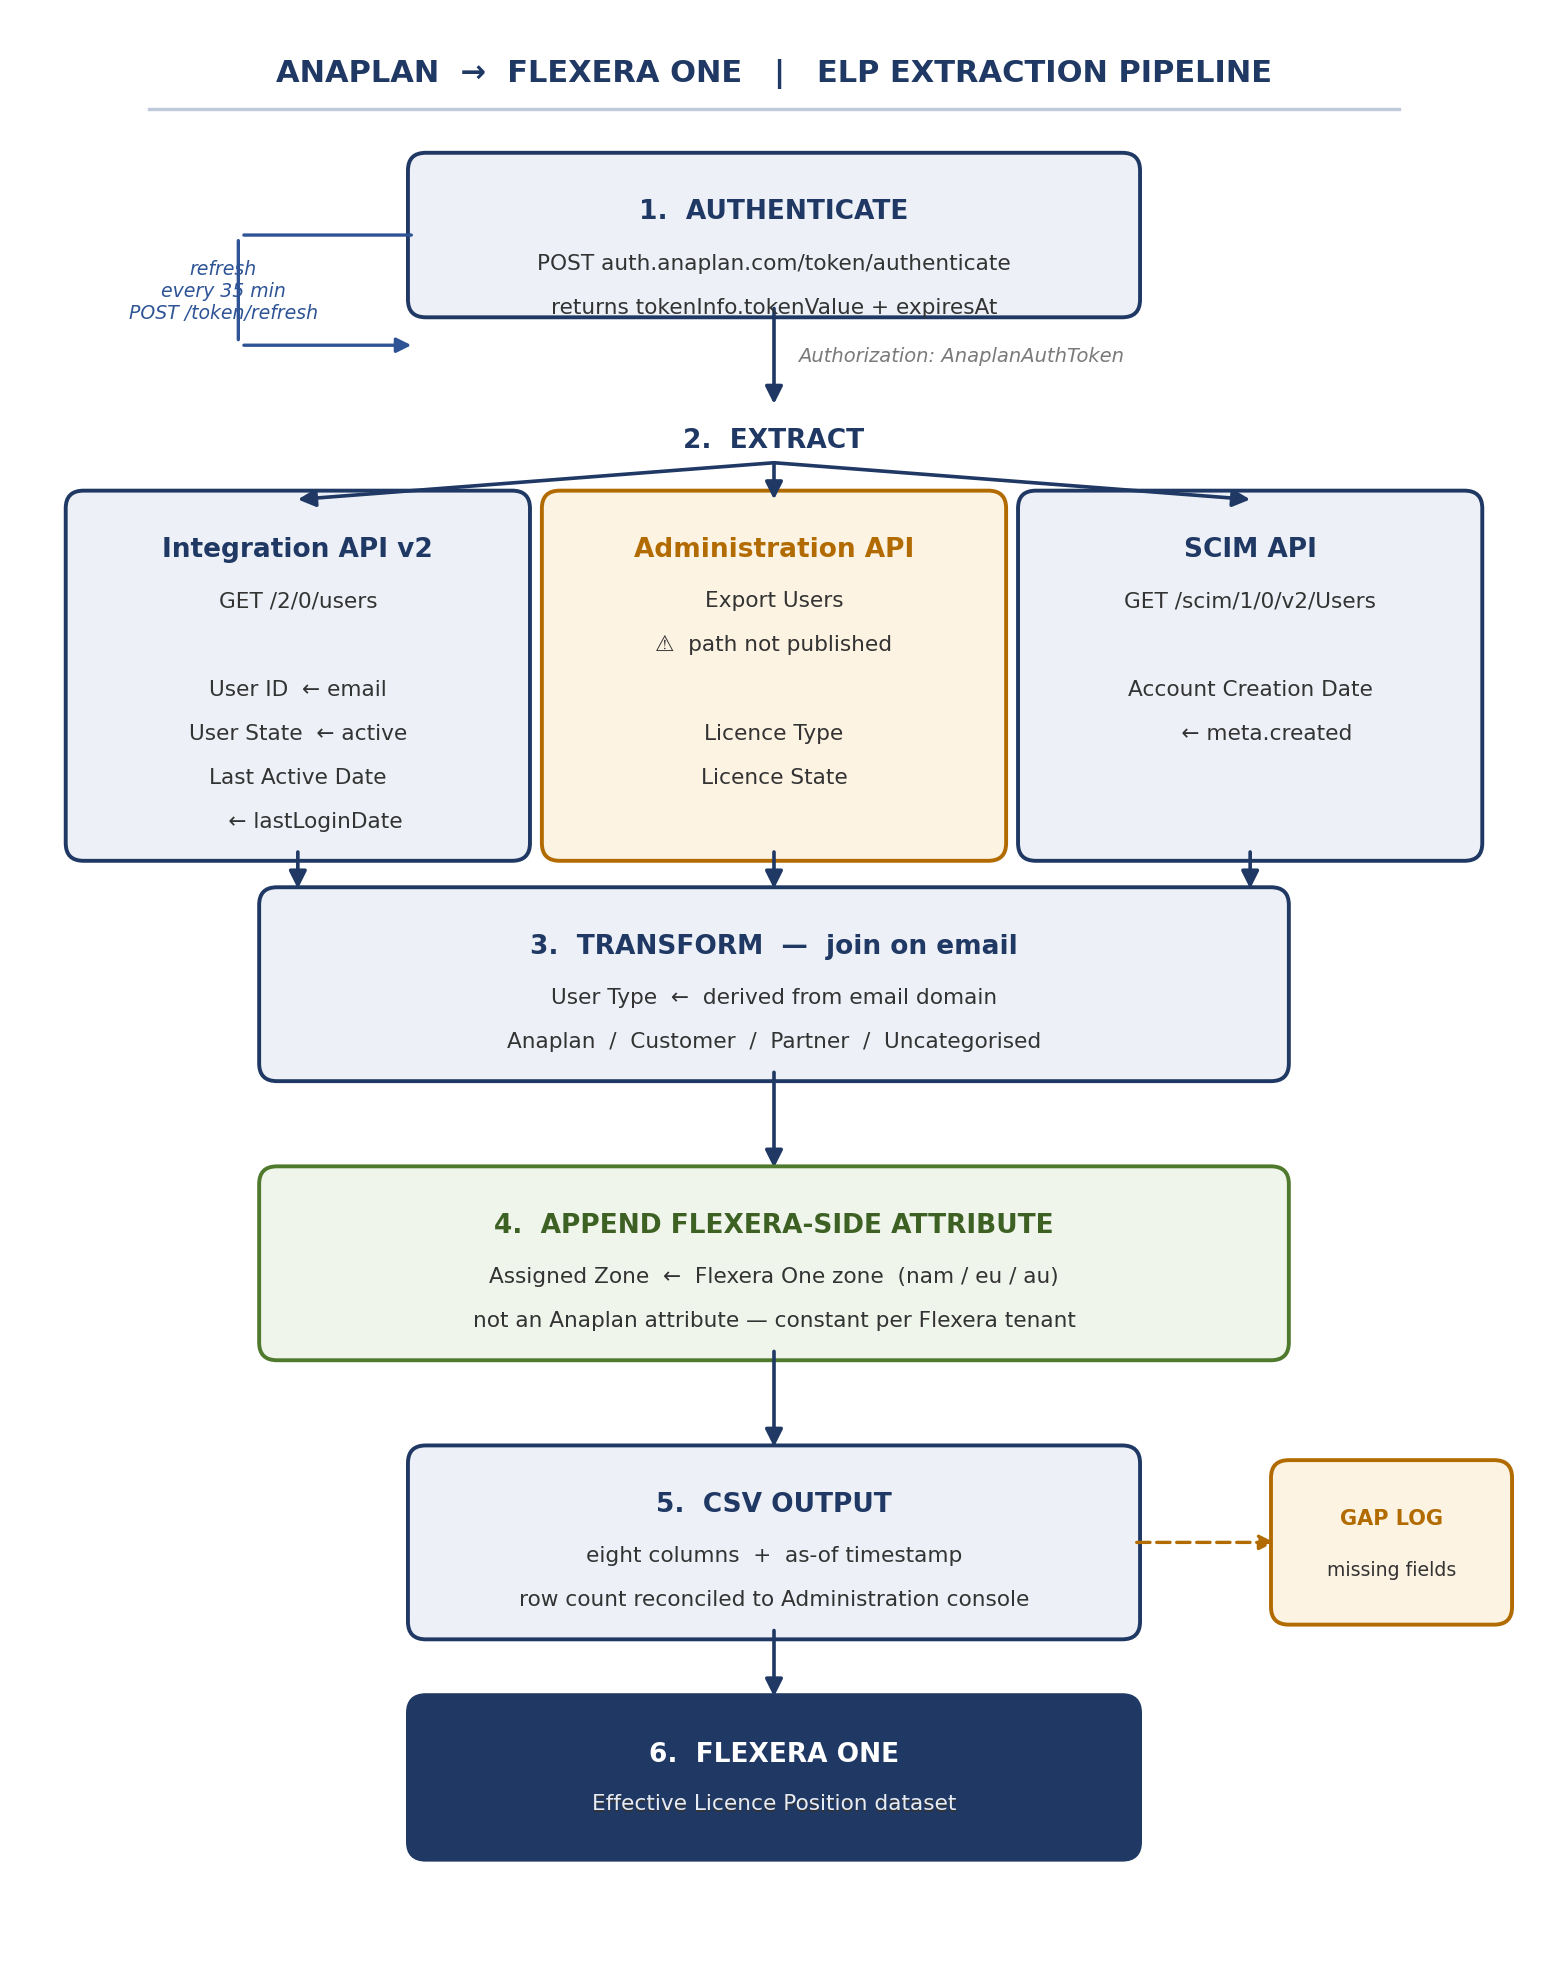 ANAPLAN → FLEXERA ONE | ELP EXTRACTION PIPELINE
1. AUTHENTICATE
POST auth.anaplan.com/token/authenticate
returns tokenInfo.tokenValue + expiresAt
refresh
every 35 min
POST /token/refresh
Authorization: AnaplanAuthToken
2. EXTRACT
Integration API v2
GET /2/0/users
User ID ← email
User State ← active
Last Active Date
← lastLoginDate
Administration API
Export Users
⚠ path not published
Licence Type
Licence State
SCIM API
GET /scim/1/0/v2/Users
Account Creation Date
← meta.created
3. TRANSFORM — join on email
User Type ← derived from email domain
Anaplan / Customer / Partner / Uncategorised
4. APPEND FLEXERA-SIDE ATTRIBUTE
Assigned Zone ← Flexera One zone (nam / eu / au)
not an Anaplan attribute — constant per Flexera tenant
5. CSV OUTPUT
eight columns + as-of timestamp
row count reconciled to Administration console
GAP LOG
missing fields
6. FLEXERA ONE
Effective Licence Position dataset